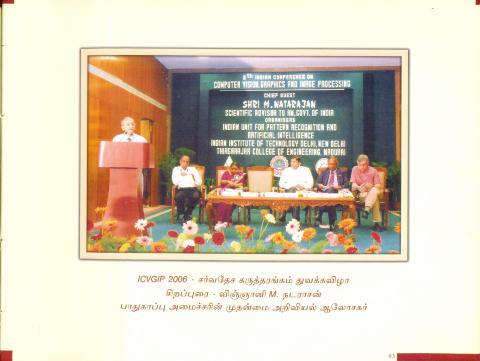 5th INDIAN CONFERENCE ON
COMPUTER VISION, GRAPHICS AND IMAGE PROCESSING
CHIEF GUEST
SHRI M. NATARAJAN
SCIENTIFIC ADVISOR TO RM, GOVT. OF INDIA
ORGANISERS
INDIAN UNIT FOR PATTERN RECOGNITION AND
ARTIFICIAL INTELLIGENCE
INDIAN INSTITUTE OF TECHNOLOGY DELHI, NEW DELHI
THIAGARAJAR COLLEGE OF ENGINEERING, MADURAI
ICVGIP 2006 - சர்வதேச கருத்தரங்கம் துவக்கவிழா
சிறப்புரை - விஞ்ஞானி M. நடராசன்
பாதுகாப்பு அமைச்சரின் முதன்மை அறிவியல் ஆலோசகர்
63